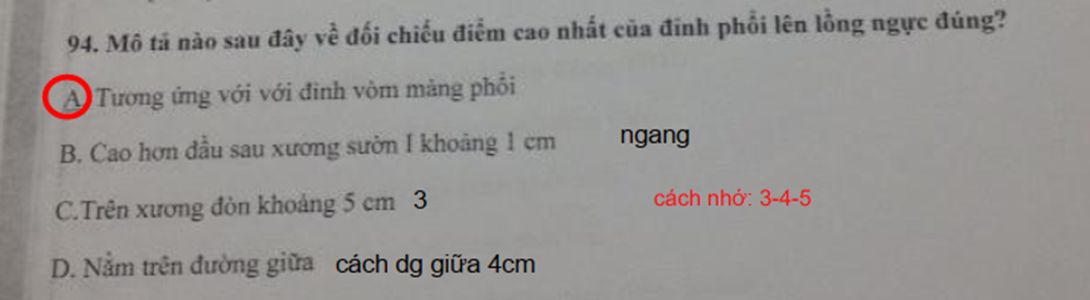 94. Mô tả nào sau đây về đối chiếu điểm cao nhất của đỉnh phổi lên lồng ngực đúng?
A. Tương ứng với với đỉnh vòm màng phổi
B. Cao hơn đầu sau xương sườn I khoảng 1 cm ngang
C.Trên xương đòn khoảng 5 cm 3 cách nhớ: 3-4-5
D. Nằm trên đường giữa cách dg giữa 4cm